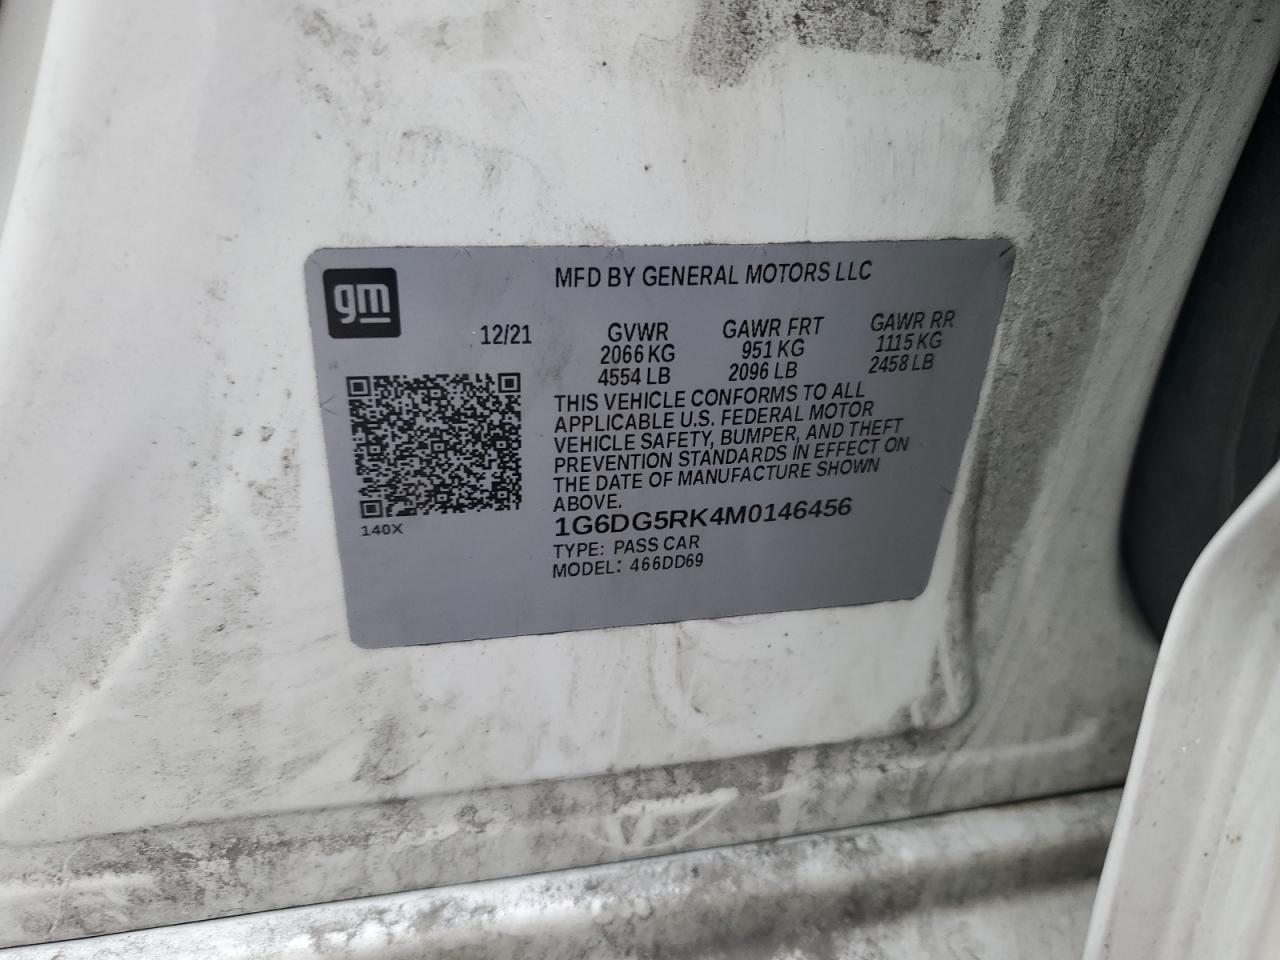 gm
MFD BY GENERAL MOTORS LLC
12/21 GVWR GAWR FRT GAWR RR
2066 KG 951 KG 1115 KG
4554 LB 2096 LB 2458 LB
THIS VEHICLE CONFORMS TO ALL
APPLICABLE U.S. FEDERAL MOTOR
VEHICLE SAFETY, BUMPER, AND THEFT
PREVENTION STANDARDS IN EFFECT ON
THE DATE OF MANUFACTURE SHOWN
ABOVE.
140X
1G6DG5RK4M0146456
TYPE: PASS CAR
MODEL: 466DD69